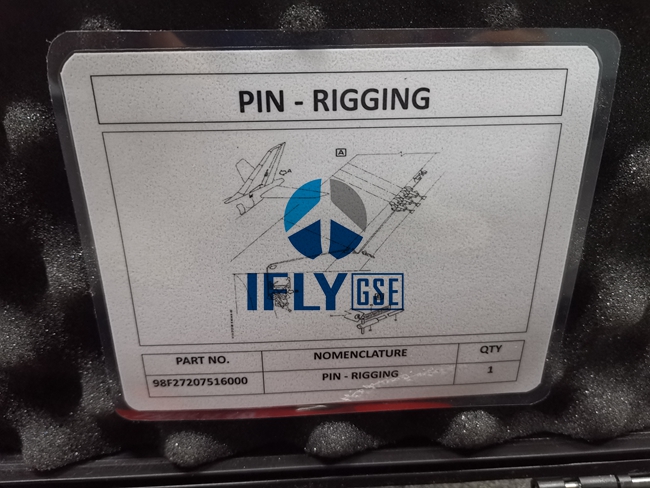 PIN - RIGGING
A
A
IFLY GSE
PART NO. NOMENCLATURE QTY
98F27207516000 PIN - RIGGING 1